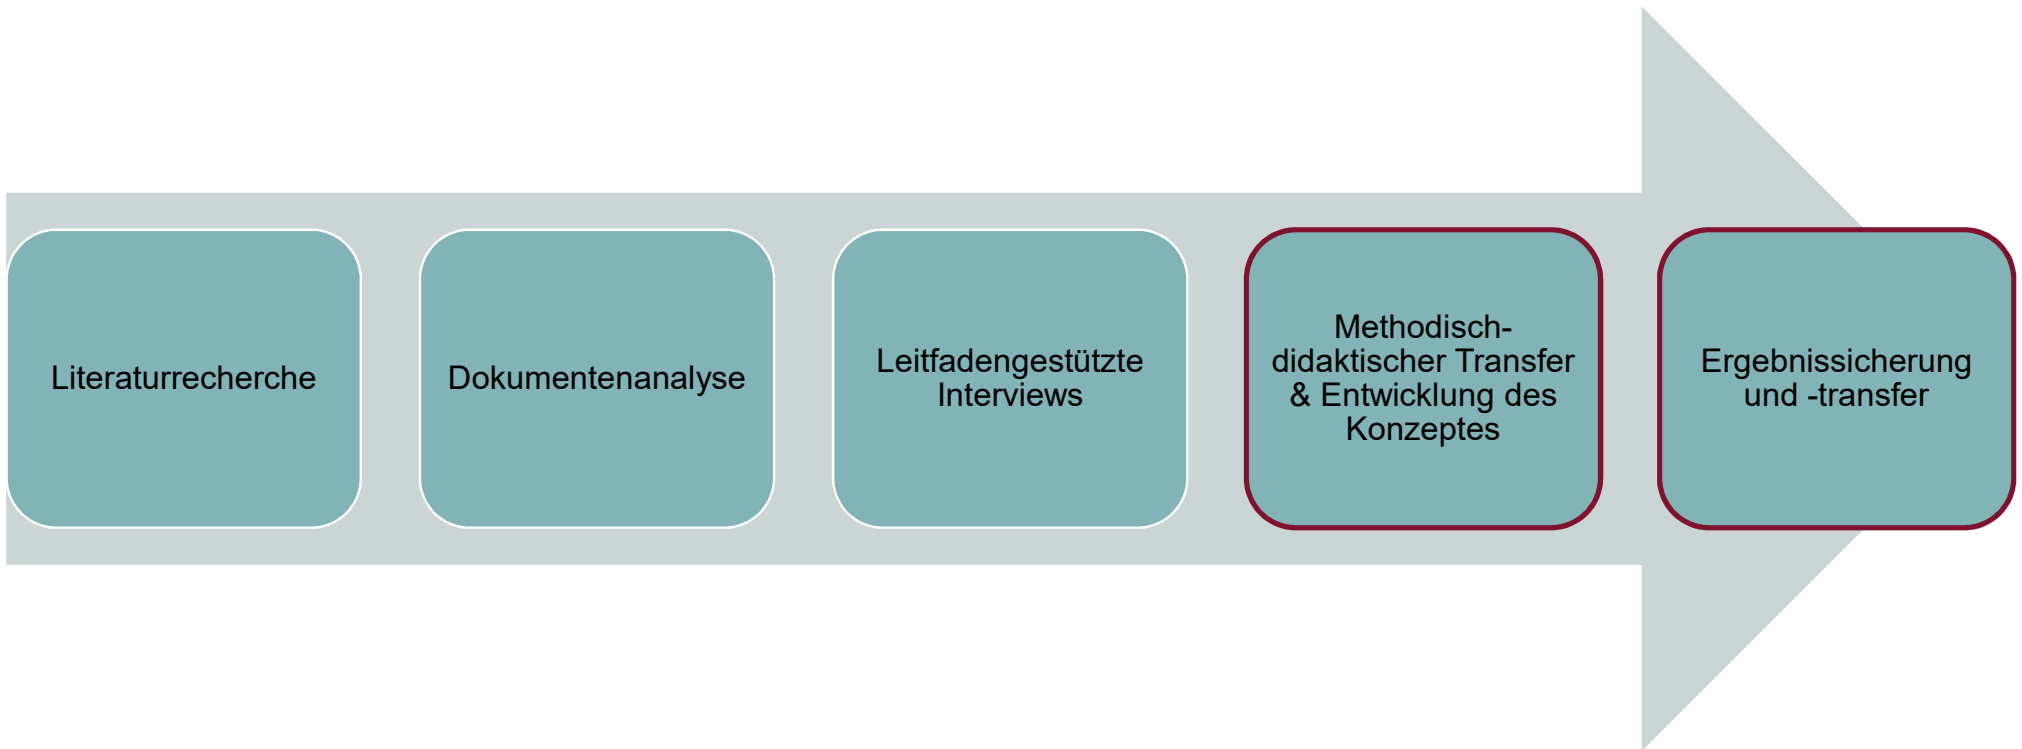 Literaturrecherche
Dokumentenanalyse
Leitfadengestützte
Interviews
Methodisch-
didaktischer Transfer
& Entwicklung des
Konzeptes
Ergebnissicherung
und -transfer